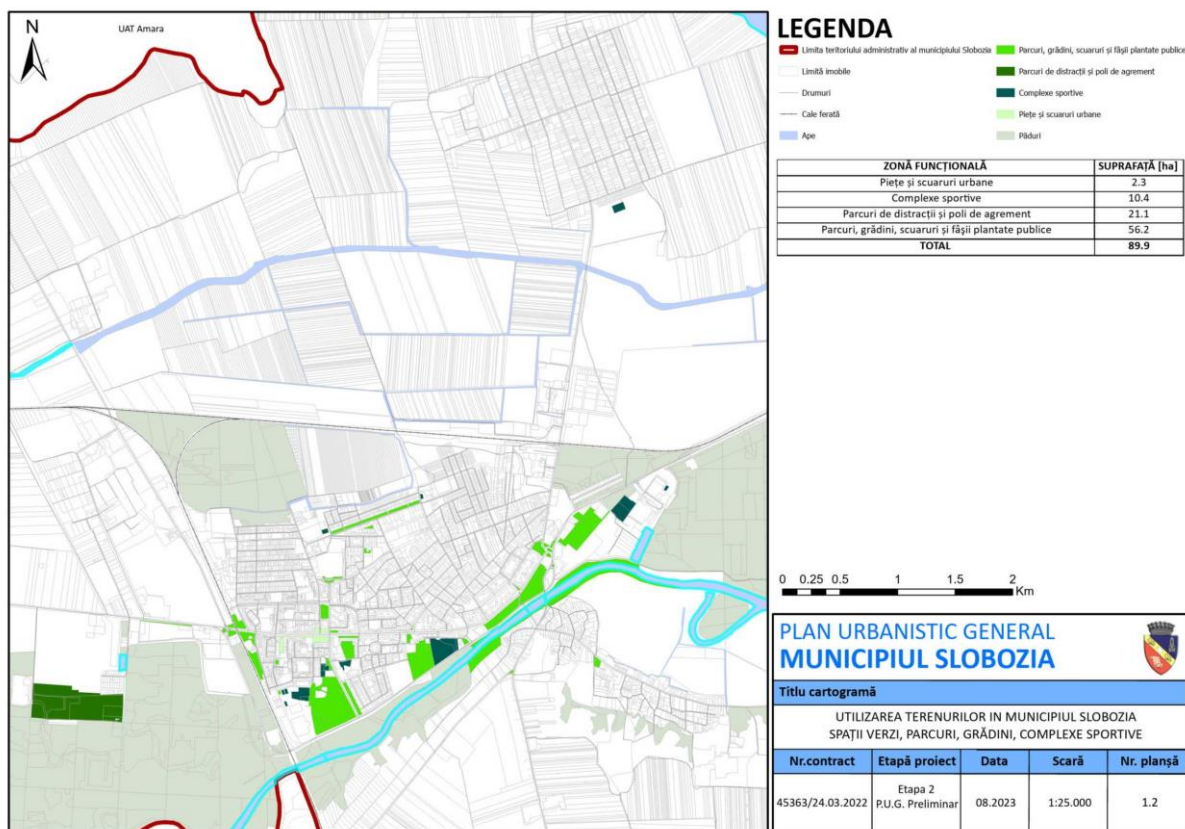 N
UAT Amara
LEGENDA
Limita teritoriului administrativ al municipiului Slobozia
Limită imobile
Drumuri
Cale ferată
Ape
Parcuri, grădini, scuaruri și fâșii plantate publice
Parcuri de distracții și poli de agrement
Complexe sportive
Piețe și scuaruri urbane
Păduri
ZONĂ FUNCȚIONALĂ SUPRAFAȚĂ [ha]
Piețe și scuaruri urbane 2.3
Complexe sportive 10.4
Parcuri de distracții și poli de agrement 21.1
Parcuri, grădini, scuaruri și fâșii plantate publice 56.2
TOTAL 89.9
0 0.25 0.5 1 1.5 2
Km
PLAN URBANISTIC GENERAL
MUNICIPIUL SLOBOZIA
Titlu cartogramă
UTILIZAREA TERENURILOR IN MUNICIPIUL SLOBOZIA
SPAȚII VERZI, PARCURI, GRĂDINI, COMPLEXE SPORTIVE
Nr.contract Etapă proiect Data Scară Nr. planșă
45363/24.03.2022 Etapa 2 P.U.G. Preliminar 08.2023 1:25.000 1.2